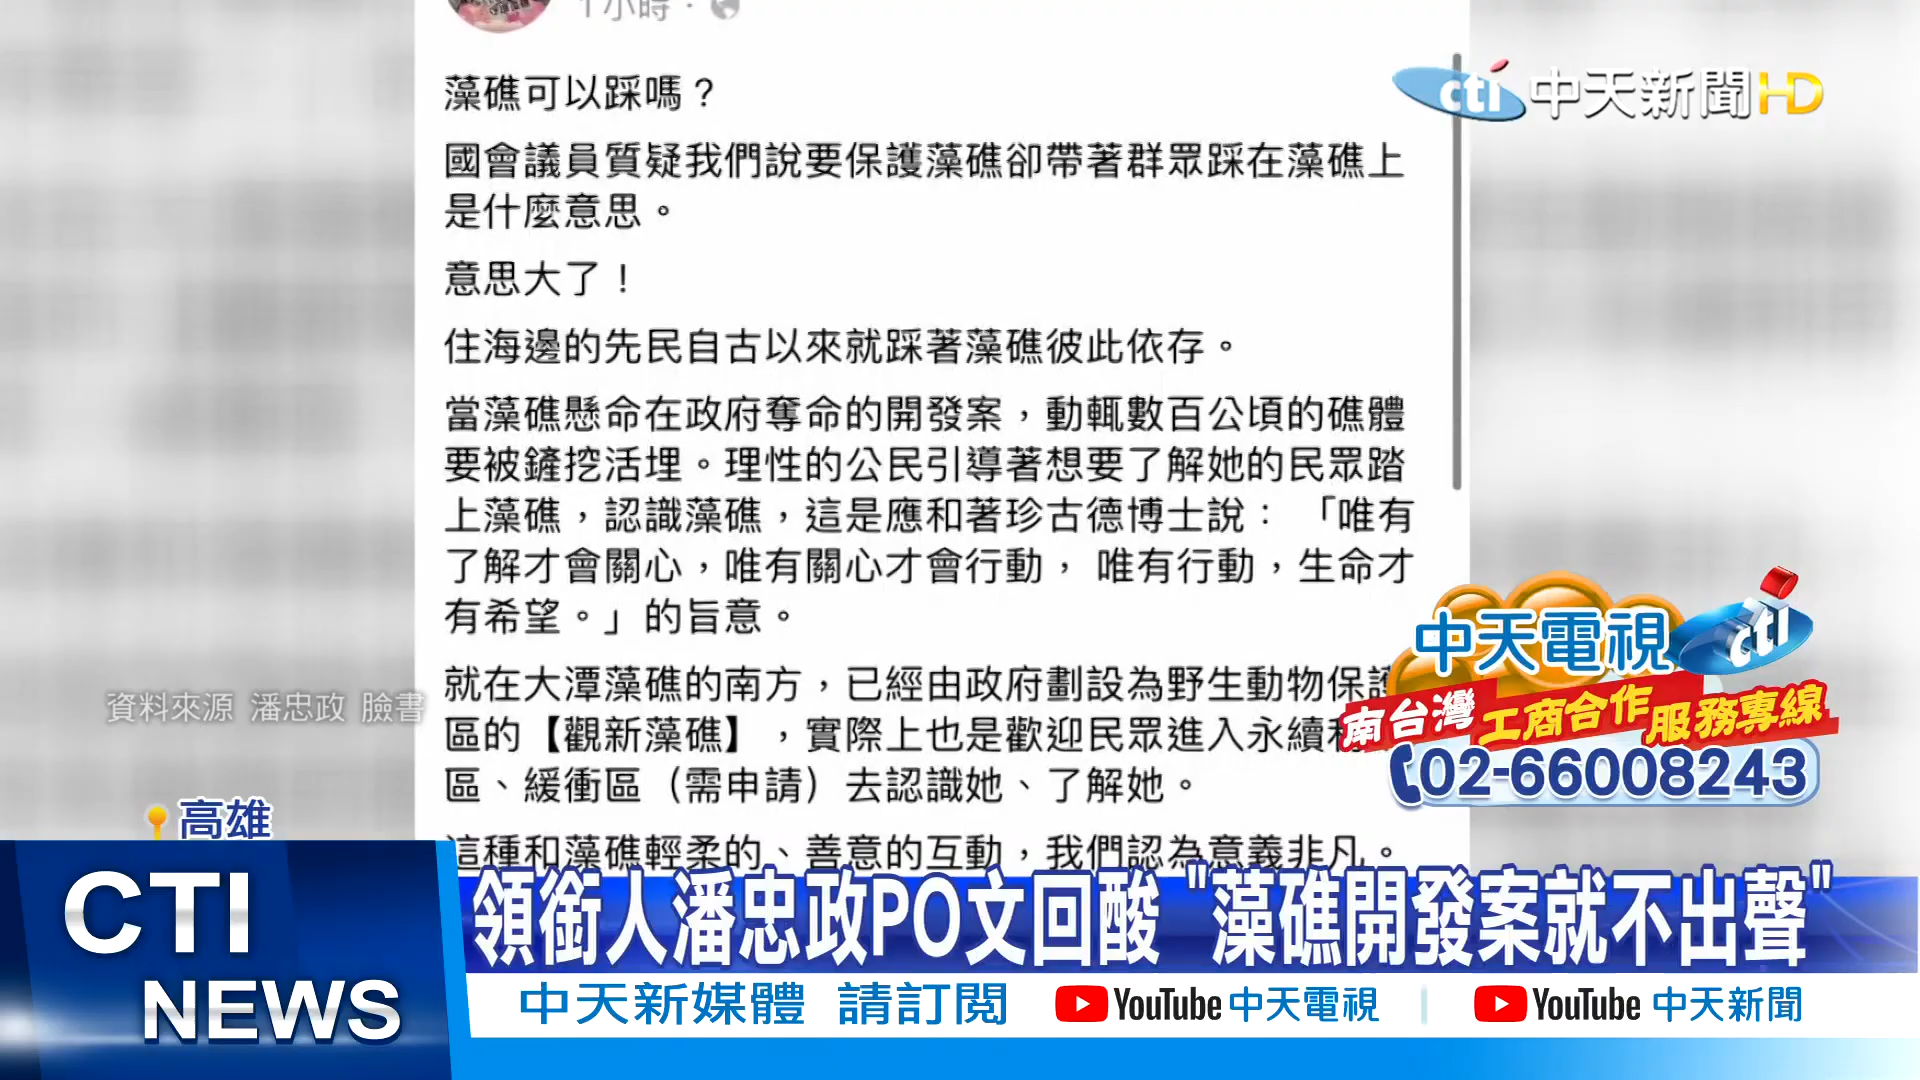 1小時 ·
藻礁可以踩嗎？
國會議員質疑我們說要保護藻礁卻帶著群眾踩在藻礁上
是什麼意思。
意思大了！
住海邊的先民自古以來就踩著藻礁彼此依存。
當藻礁懸命在政府奪命的開發案，動輒數百公頃的礁體
要被鏟挖活埋。理性的公民引導著想要了解她的民眾踏
上藻礁，認識藻礁，這是應和著珍古德博士說：「唯有
了解才會關心，唯有關心才會行動， 唯有行動，生命才
有希望。」的旨意。
就在大潭藻礁的南方，已經由政府劃設為野生動物保護
區的【觀新藻礁】，實際上也是歡迎民眾進入永續利
區、緩衝區（需申請）去認識她、了解她。
這種和藻礁輕柔的、善意的互動，我們認為意義非凡。
cti 中天新聞HD
資料來源 潘忠政 臉書
中天電視 cti
南台灣 工商合作 服務專線
02-66008243
高雄
CTI NEWS
領銜人潘忠政PO文回酸 "藻礁開發案就不出聲"
中天新媒體 請訂閱 YouTube 中天電視 | YouTube 中天新聞